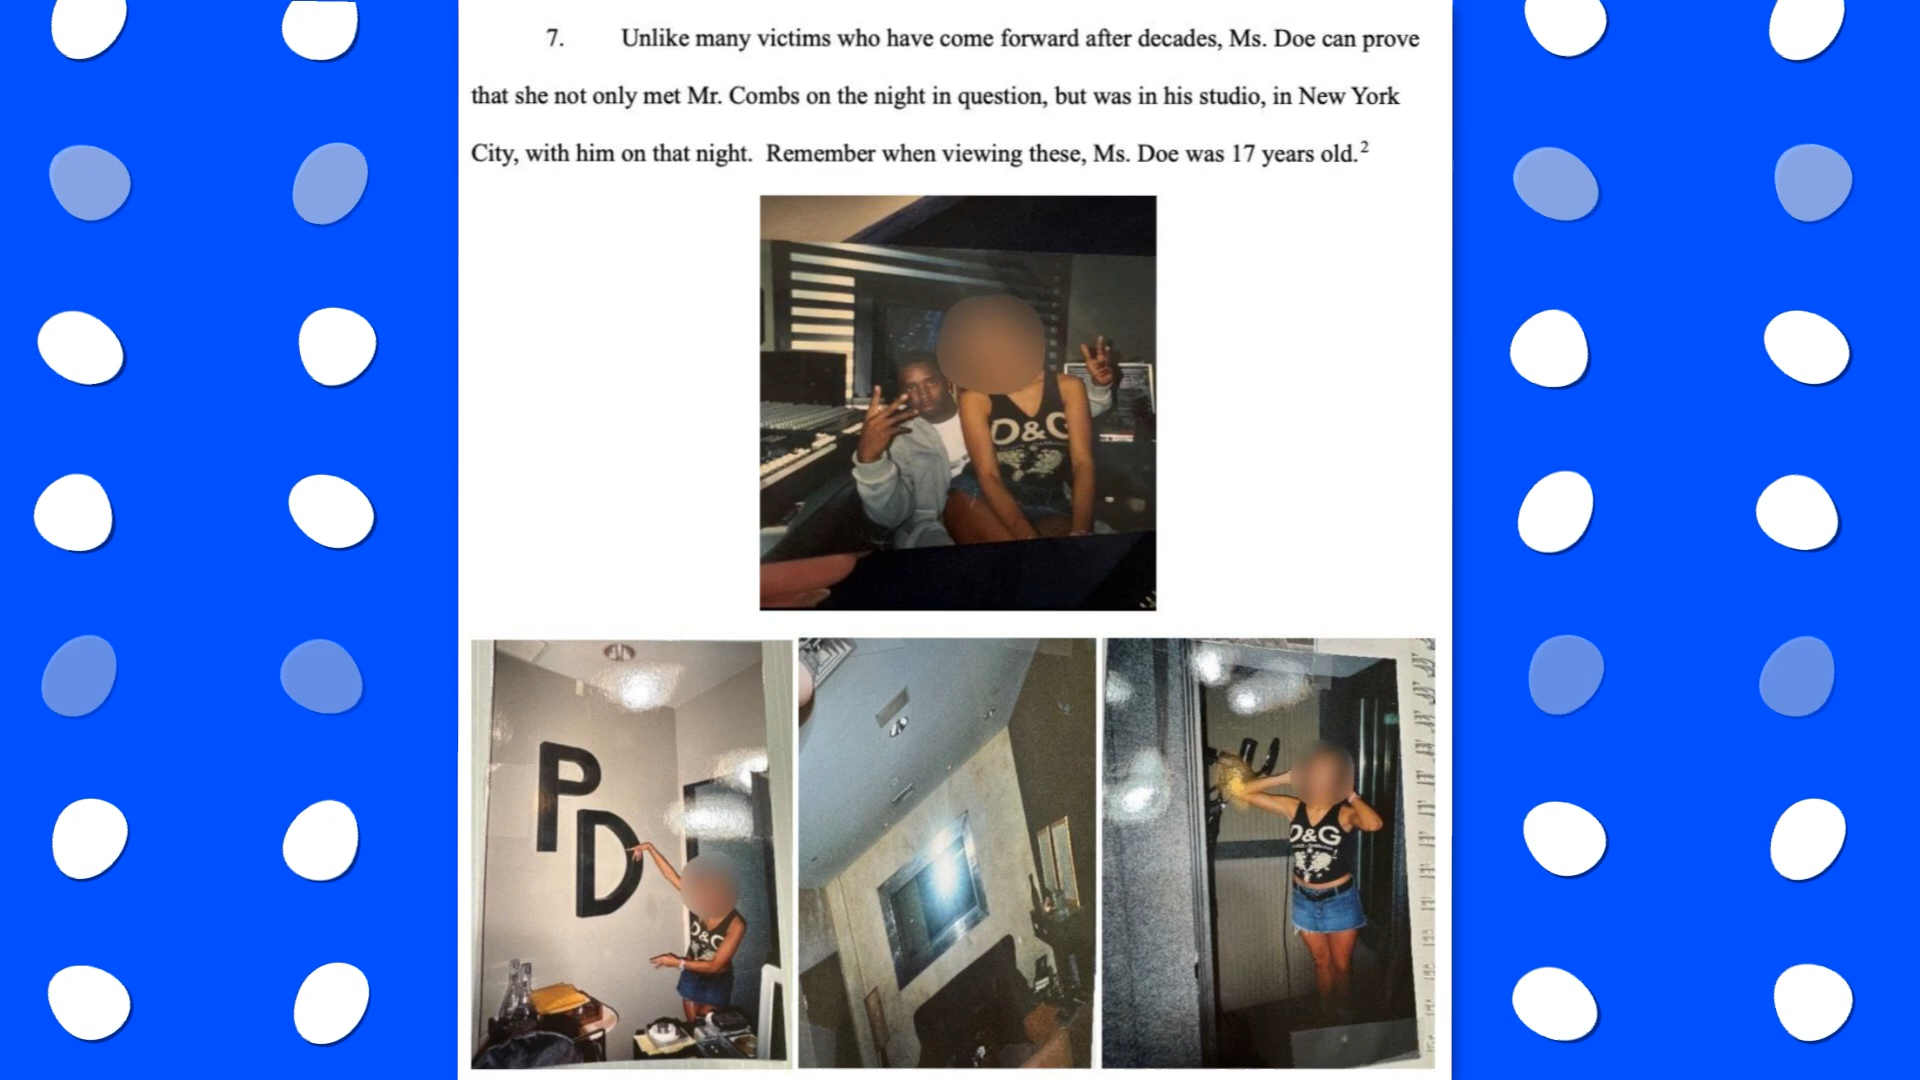 7. Unlike many victims who have come forward after decades, Ms. Doe can prove
that she not only met Mr. Combs on the night in question, but was in his studio, in New York
City, with him on that night. Remember when viewing these, Ms. Doe was 17 years old.2
D&G
P
D
D&G
D&G